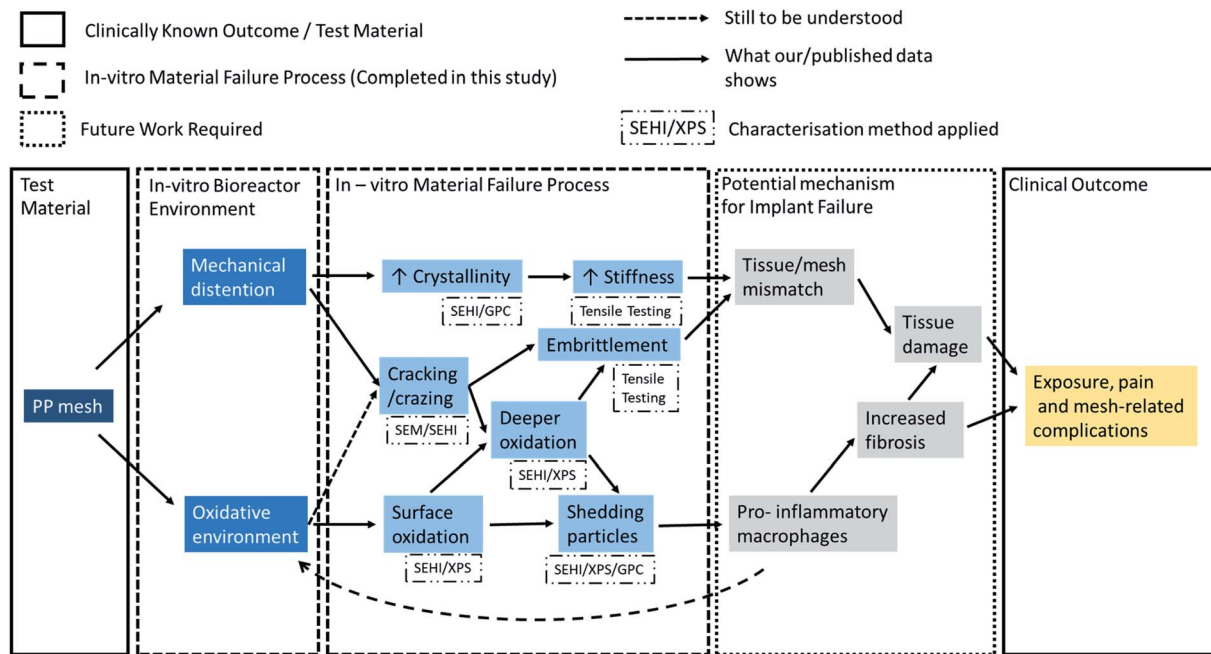 Clinically Known Outcome / Test Material
In-vitro Material Failure Process (Completed in this study)
Future Work Required
Still to be understood
What our/published data
shows
SEHI/XPS
Characterisation method applied
Test
Material
PP mesh
In-vitro Bioreactor
Environment
Mechanical
distention
Oxidative
environment
In – vitro Material Failure Process
↑ Crystallinity
SEHI/GPC
↑ Stiffness
Tensile Testing
Embrittlement
Tensile
Testing
Cracking
/crazing
SEM/SEHI
Deeper
oxidation
SEHI/XPS
Surface
oxidation
SEHI/XPS
Shedding
particles
SEHI/XPS/GPC
Potential mechanism
for Implant Failure
Tissue/mesh
mismatch
Tissue
damage
Increased
fibrosis
Pro- inflammatory
macrophages
Clinical Outcome
Exposure, pain
and mesh-related
complications